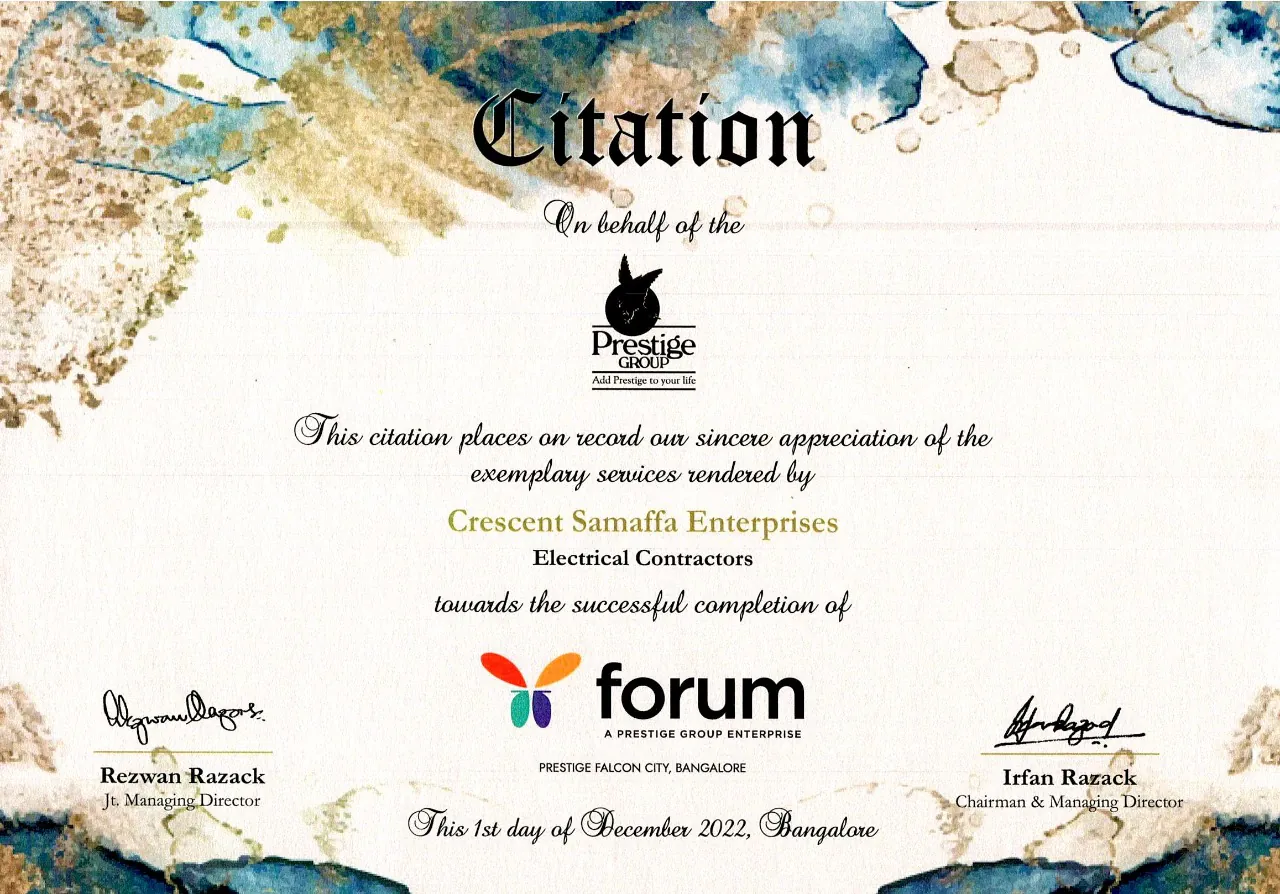 Citation
On behalf of the
Prestige
GROUP
Add Prestige to your life
This citation places on record our sincere appreciation of the
exemplary services rendered by
Crescent Samaffa Enterprises
Electrical Contractors
towards the successful completion of
forum
A PRESTIGE GROUP ENTERPRISE
PRESTIGE FALCON CITY, BANGALORE
Rezwan Razack
Jt. Managing Director
Irfan Razack
Chairman & Managing Director
This 1st day of December 2022, Bangalore